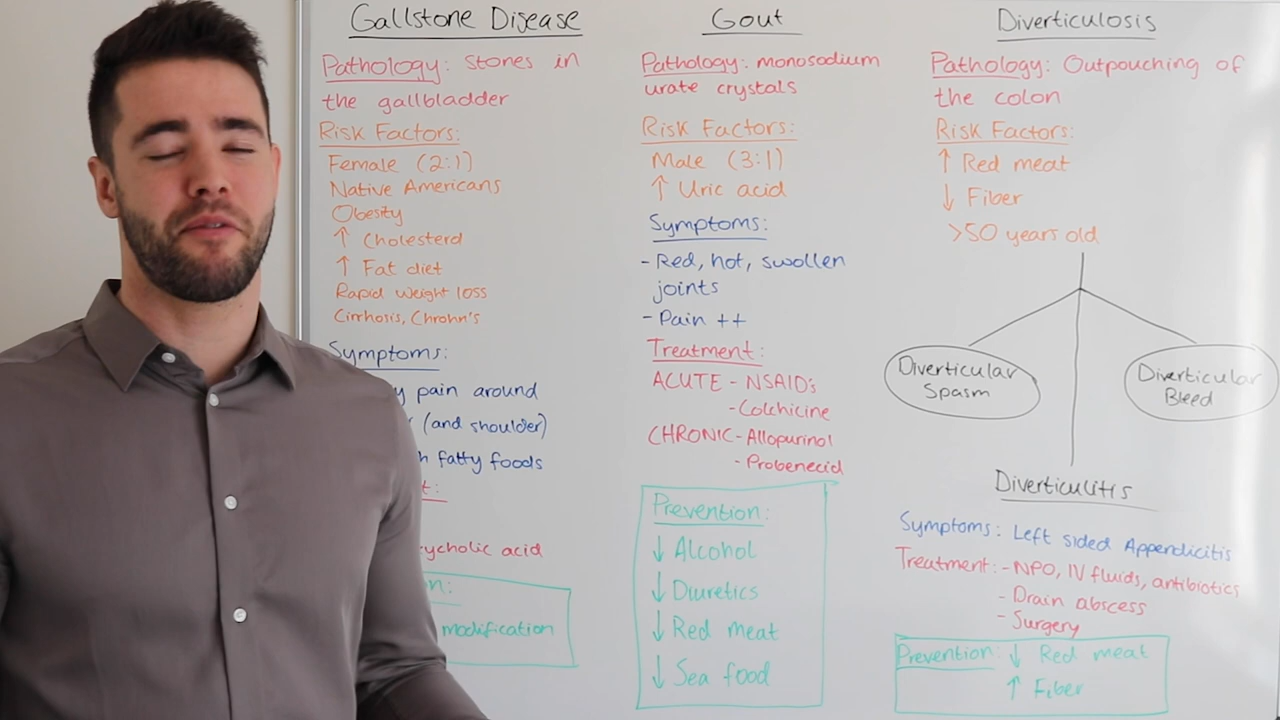 Gallstone Disease
Pathology: Stones in
the gallbladder
Risk Factors:
Female (2:1)
Native Americans
Obesity
↑ Cholesterol
↑ Fat diet
Rapid Weight loss
Cirrhosis, Chrohn's
Symptoms:
pain around
(and shoulder)
fatty foods
acid
modification
Gout
Pathology: monosodium
urate crystals
Risk Factors:
Male (3:1)
↑ Uric acid
Symptoms:
- Red, hot, swollen
joints
- Pain ++
Treatment:
ACUTE - NSAID's
- Colchicine
CHRONIC - Allopurinol
- Probenecid
Prevention:
↓ Alcohol
↓ Diuretics
↓ Red meat
↓ Sea food
Diverticulosis
Pathology: Outpouching of
the colon
Risk Factors:
↑ Red meat
↓ Fiber
>50 years old
Diverticular
Spasm
Diverticular
Bleed
Diverticulitis
Symptoms: Left sided Appendicitis
Treatment: - NPO, IV fluids, antibiotics
- Drain abscess
- Surgery
Prevention: ↓ Red meat
↑ Fiber